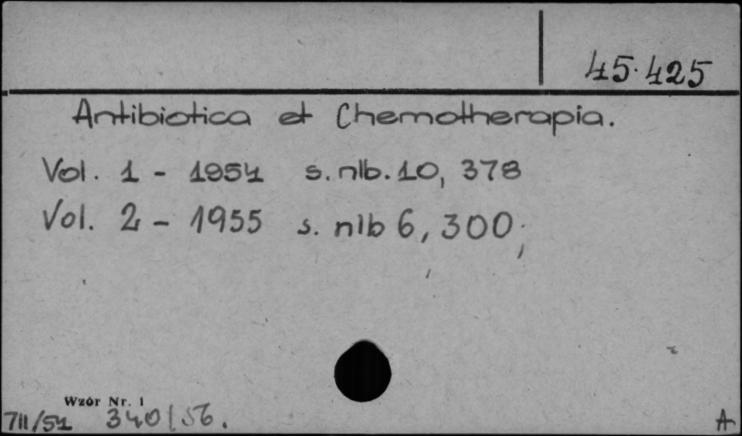 45.425
Antibiotica et Chemotherapia.
Vol. 1 - 1954 s. nlb. 10, 378
Vol. 2 - 1955 s. nlb 6, 300;
Wzór Nr. 1
711/51 340/56.
A